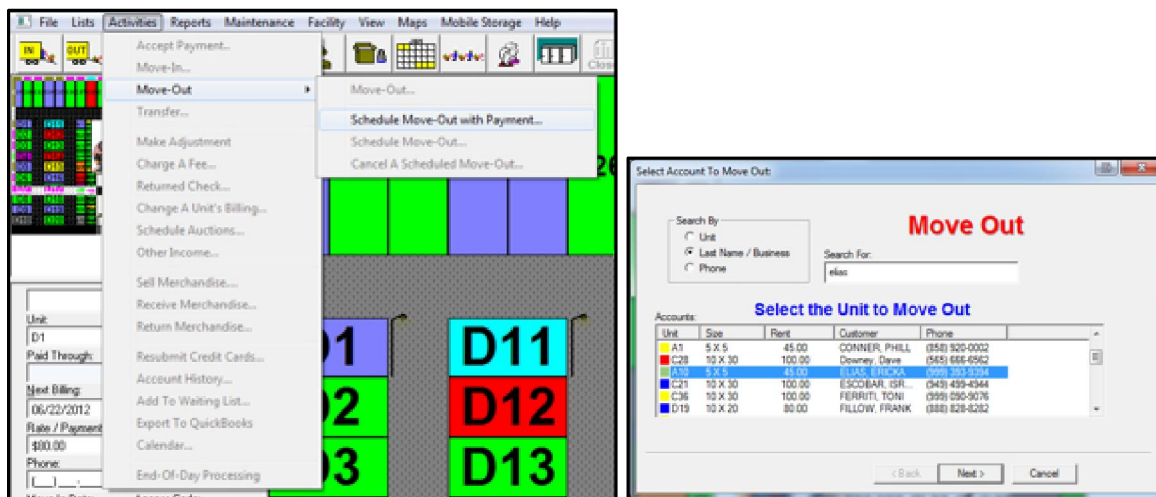 File Lists Activities Reports Maintenance Facility View Maps Mobile Storage Help
IN OUT
Accept Payment...
Move-In...
Move-Out
Transfer...
Make Adjustment
Charge A Fee...
Returned Check...
Change A Unit's Billing...
Schedule Auctions...
Other Income...
Sell Merchandise...
Receive Merchandise...
Return Merchandise...
Resubmit Credit Cards...
Account History...
Add To Waiting List...
Export To QuickBooks
Calendar...
End-Of-Day Processing
Move-Out...
Schedule Move-Out with Payment...
Schedule Move-Out...
Cancel A Scheduled Move-Out...
Unit:
D1
Paid Through:
Next Billing:
06/22/2012
Rate / Payment
$80.00
Phone:
D11
D12
D13
Select Account To Move Out:
Move Out
Search By
Unit
Last Name / Business
Phone
Search For:
elias
Select the Unit to Move Out
Accounts:
Unit Size Rent Customer Phone
A1 5 X 5 45.00 CONNER, PHILL (858) 920-0002
C28 10 X 30 100.00 Downey, Dave (565) 666-6562
A10 5 X 5 45.00 ELIAS, ERICKA (999) 393-9394
C21 10 X 30 100.00 ESCOBAR, ISR... (949) 499-4944
C36 10 X 30 100.00 FERRITI, TONI (999) 090-9076
D19 10 X 20 80.00 FILLOW, FRANK (888) 828-8282
< Back Next > Cancel